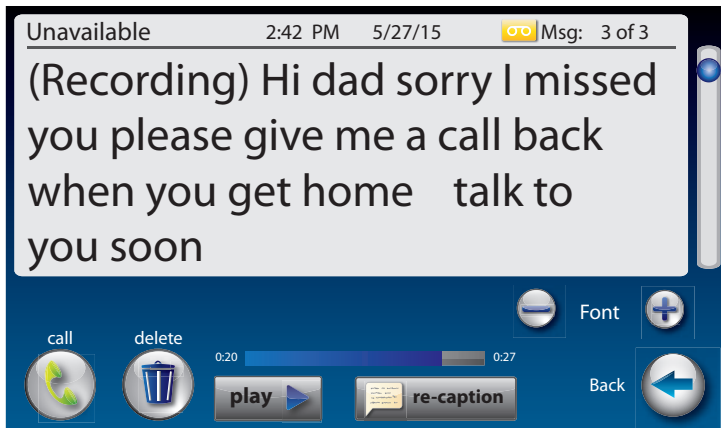 Unavailable 2:42 PM 5/27/15 Msg: 3 of 3
(Recording) Hi dad sorry I missed
you please give me a call back
when you get home talk to
you soon
Font
call delete
0:20 0:27
play re-caption Back